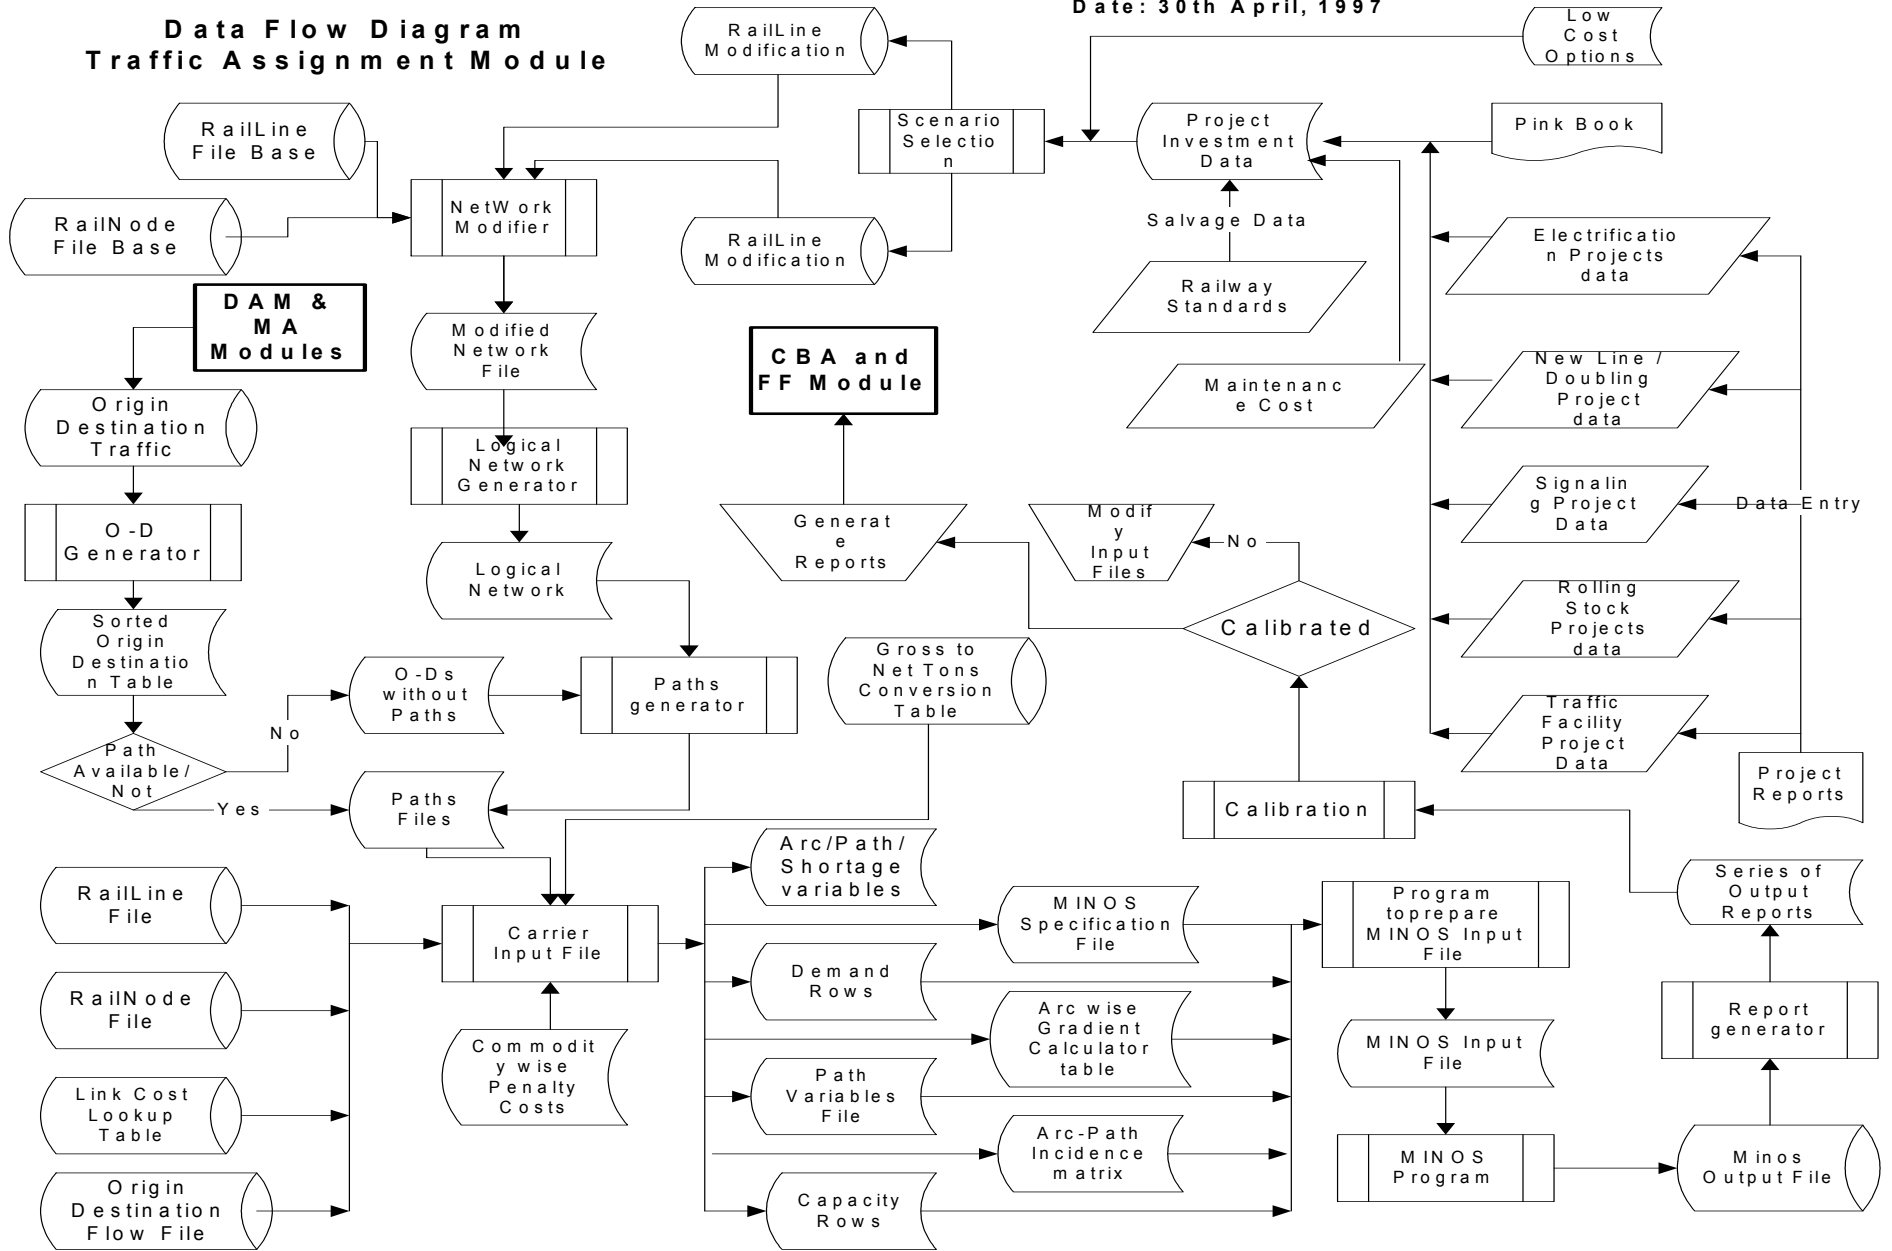 Date: 30th April, 1997
Data Flow Diagram
Traffic Assignment Module
RailLine
Modification
Low
Cost
Options
RailLine
File Base
Scenario
Selectio
n
Project
Investment
Data
Pink Book
RailNode
File Base
NetWork
Modifier
RailLine
Modification
Salvage Data
Electrificatio
n Projects
data
Railway
Standards
DAM &
MA
Modules
Modified
Network
File
CBA and
FF Module
Maintenanc
e Cost
New Line /
Doubling
Project
data
Origin
Destination
Traffic
Logical
Network
Generator
Signalin
g Project
Data
Data Entry
O-D
Generator
Generat
e
Reports
Modif
y
Input
Files
No
Logical
Network
Rolling
Stock
Projects
data
Sorted
Origin
Destinatio
n Table
O-Ds
without
Paths
Paths
generator
Gross to
Net Tons
Conversion
Table
Calibrated
Traffic
Facility
Project
Data
No
Path
Available/
Not
Yes
Paths
Files
Calibration
Project
Reports
Arc/Path/
Shortage
variables
RailLine
File
Carrier
Input File
MINOS
Specification
File
Program
toprepare
MINOS Input
File
Series of
Output
Reports
Demand
Rows
RailNode
File
Arc wise
Gradient
Calculator
table
Report
generator
Commodit
y wise
Penalty
Costs
MINOS Input
File
Link Cost
Lookup
Table
Path
Variables
File
Arc-Path
Incidence
matrix
MINOS
Program
Minos
Output File
Origin
Destination
Flow File
Capacity
Rows